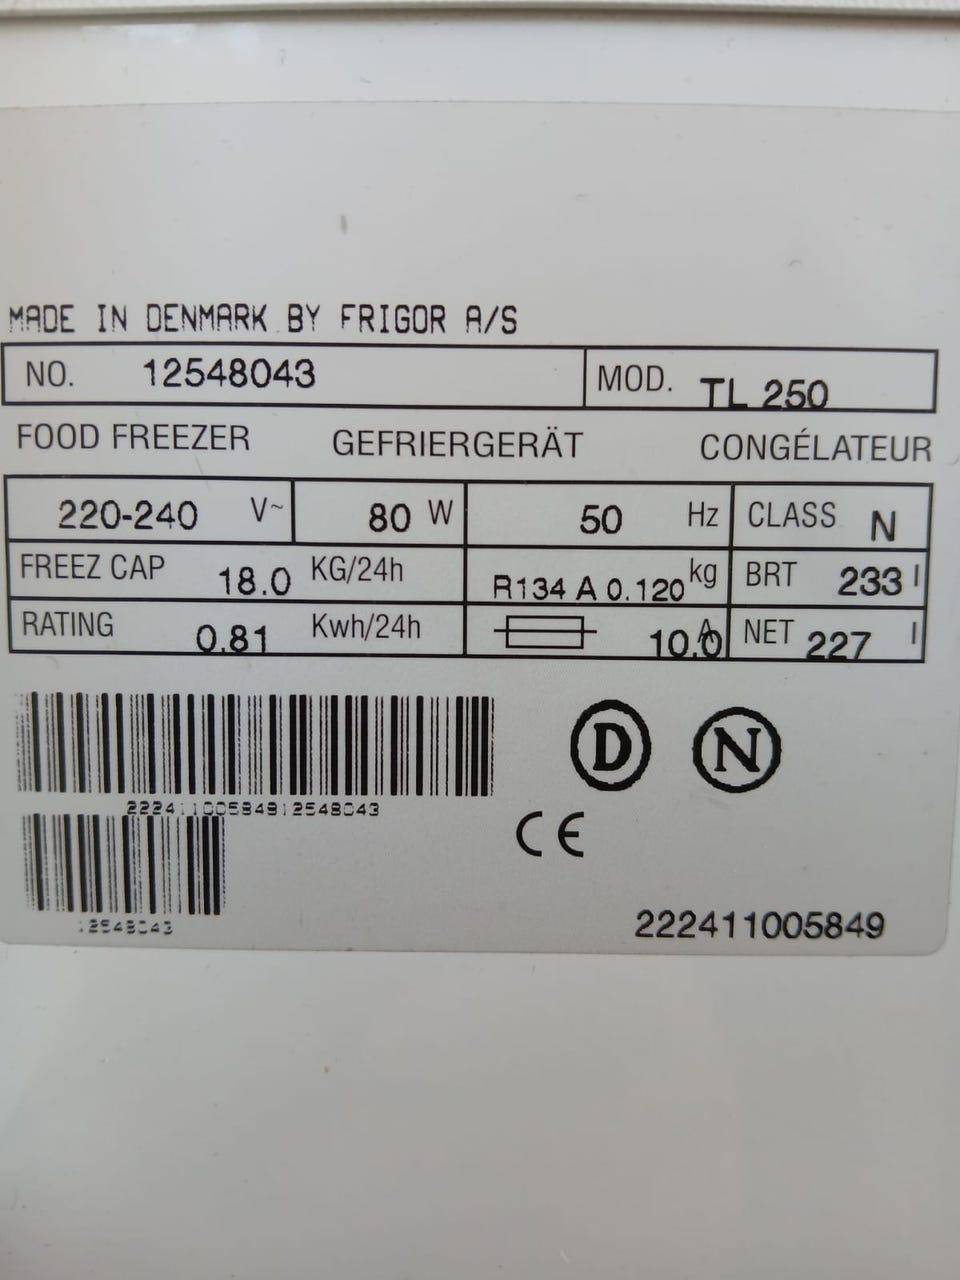 MADE IN DENMARK BY FRIGOR A/S
NO. 12548043 MOD. TL 250
FOOD FREEZER GEFRIERGERÄT CONGÉLATEUR
220-240 V~ 80 W 50 Hz CLASS N
FREEZ CAP 18.0 KG/24h R134 A 0.120 kg BRT 233 l
RATING 0.81 Kwh/24h 10.0 A NET 227 l
22241100584912548043
D N
CE
12548043
222411005849